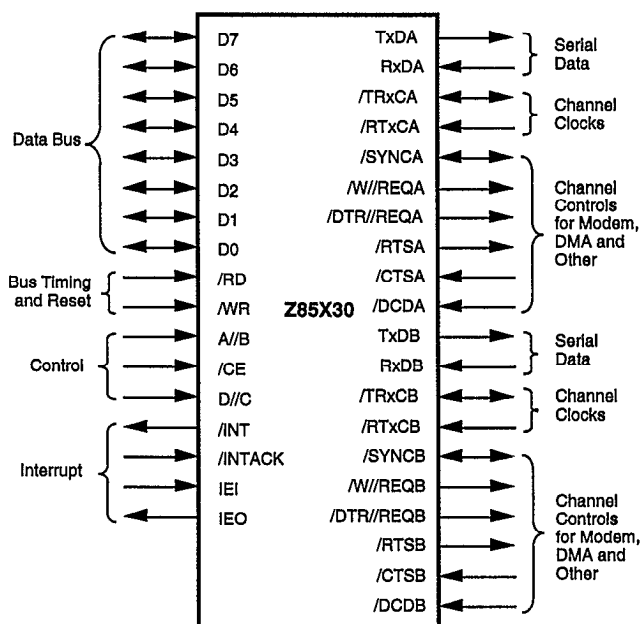 Data Bus
Bus Timing
and Reset
Control
Interrupt
D7
D6
D5
D4
D3
D2
D1
D0
/RD
/WR
A//B
/CE
D//C
/INT
/INTACK
IEI
IEO
Z85X30
TxDA
RxDA
/TRxCA
/RTxCA
/SYNCA
/W//REQA
/DTR//REQA
/RTSA
/CTSA
/DCDA
TxDB
RxDB
/TRxCB
/RTxCB
/SYNCB
/W//REQB
/DTR//REQB
/RTSB
/CTSB
/DCDB
Serial
Data
Channel
Clocks
Channel
Controls
for Modem,
DMA and
Other
Serial
Data
Channel
Clocks
Channel
Controls
for Modem,
DMA and
Other